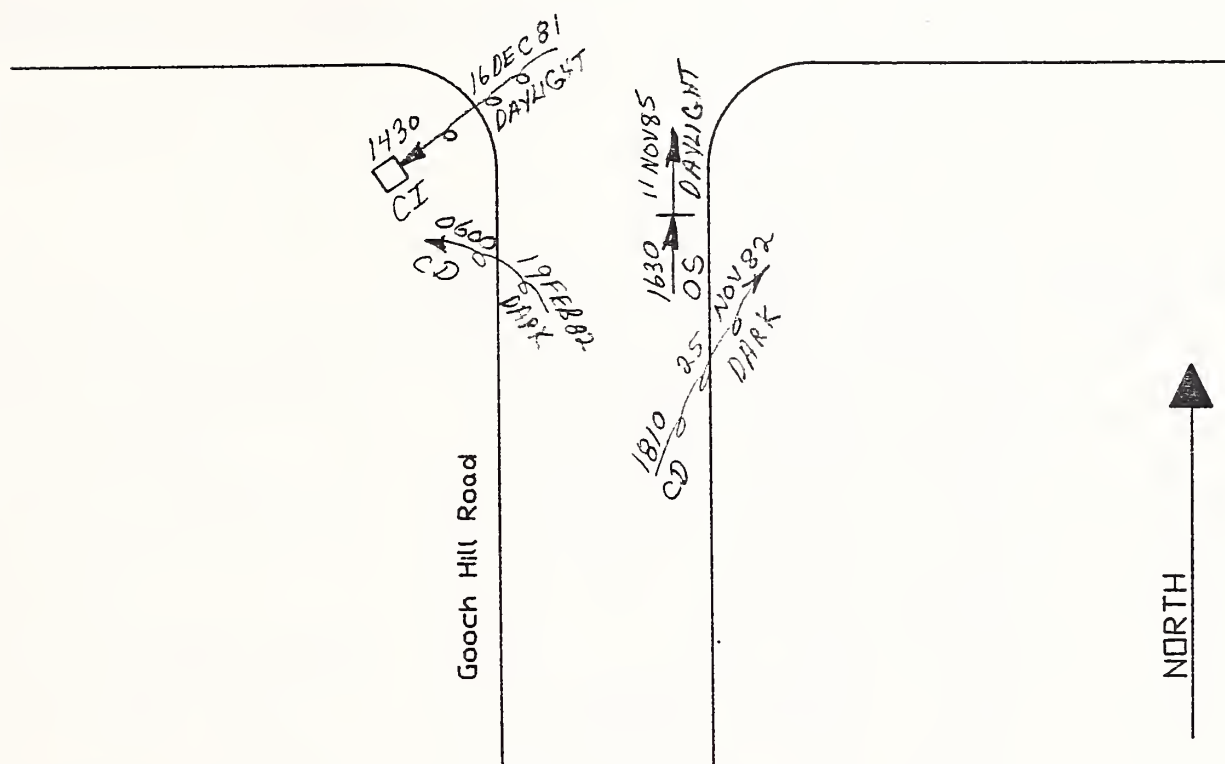 16DEC81
DAYLIGHT
1430
CI
0600
CD
19FEB82
DARK
11NOV85
DAYLIGHT
1630
OS
25 NOV82
DARK
1810
CD
Gooch Hill Road
NORTH